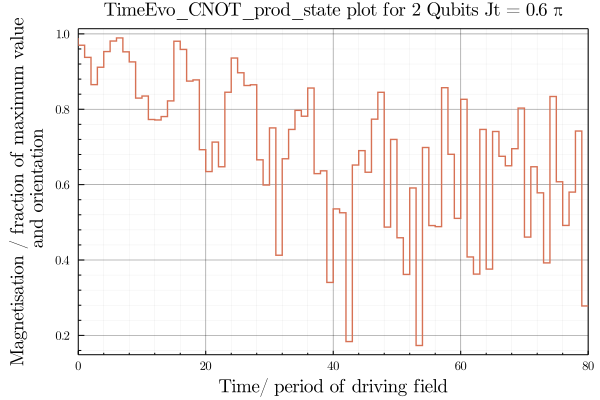 TimeEvo_CNOT_prod_state plot for 2 Qubits Jt = 0.6 π
Magnetisation / fraction of maximum value
and orientation
1.0
0.8
0.6
0.4
0.2
0 20 40 60 80
Time/ period of driving field